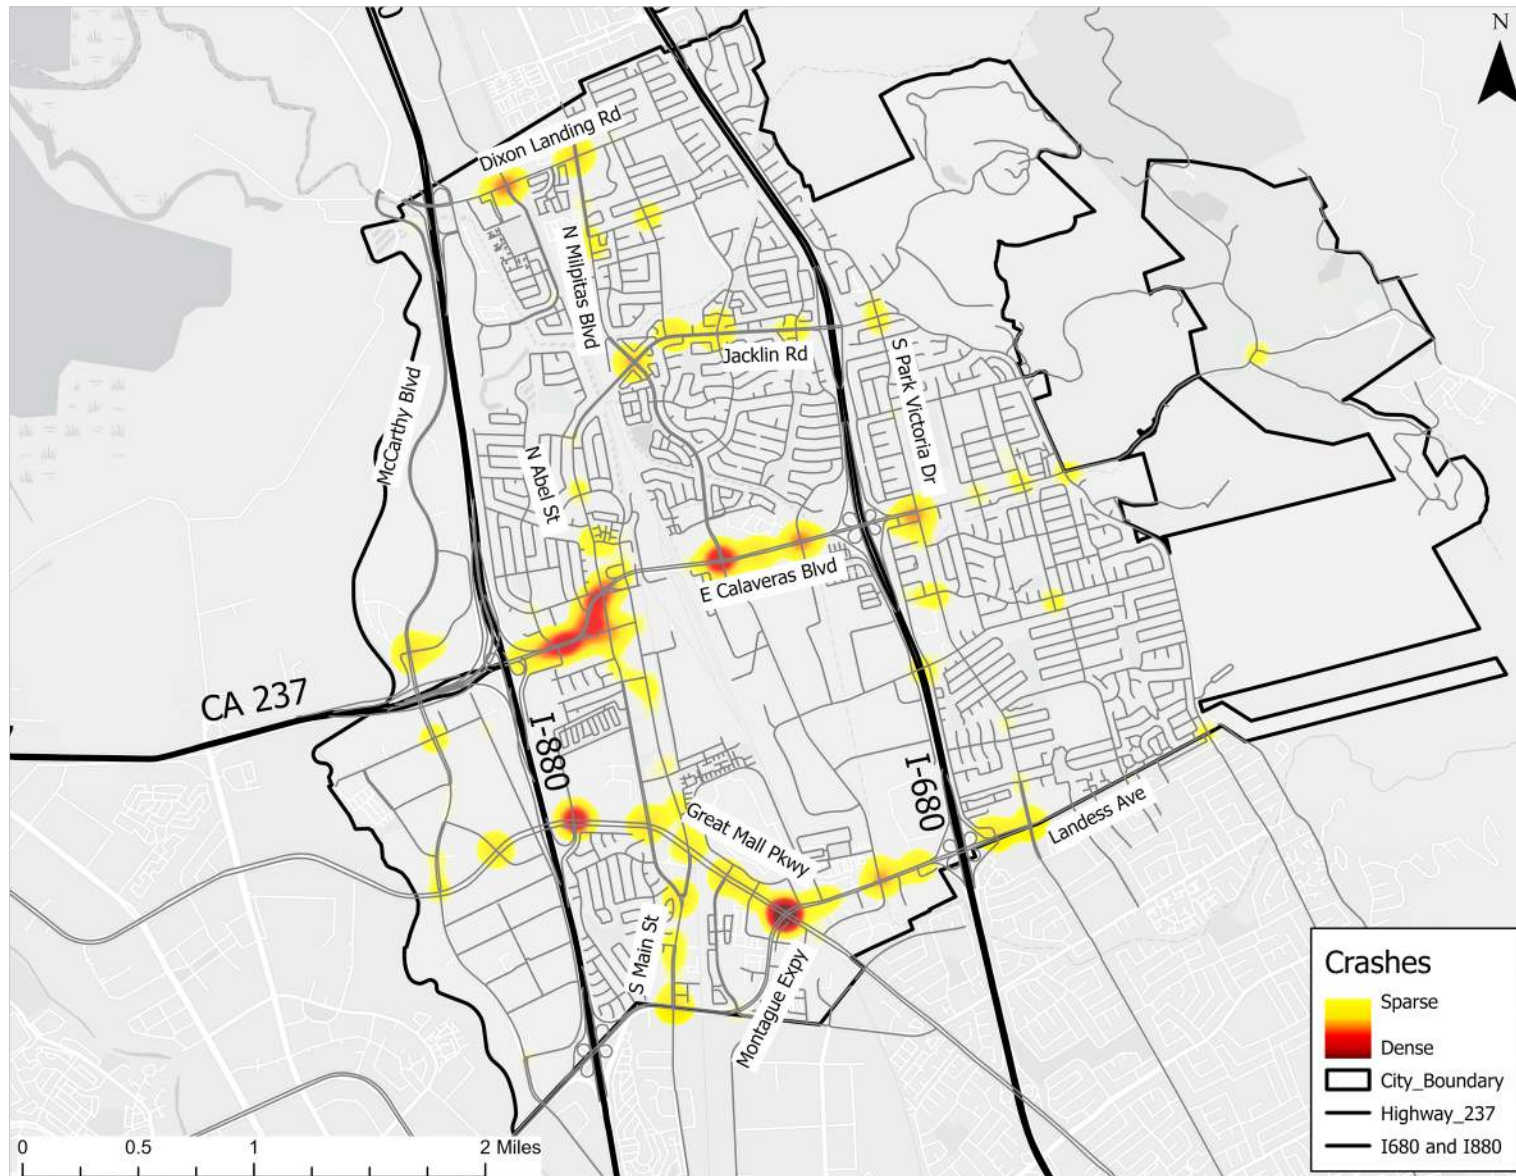 N
Dixon Landing Rd
N Milpitas Blvd
Jacklin Rd
S Park Victoria Dr
McCarthy Blvd
N Abel St
E Calaveras Blvd
CA 237
I-880
I-680
Great Mall Pkwy
Landess Ave
S Main St
Montague Expy
Crashes
Sparse
Dense
City_Boundary
Highway_237
I680 and I880
0 0.5 1 2 Miles